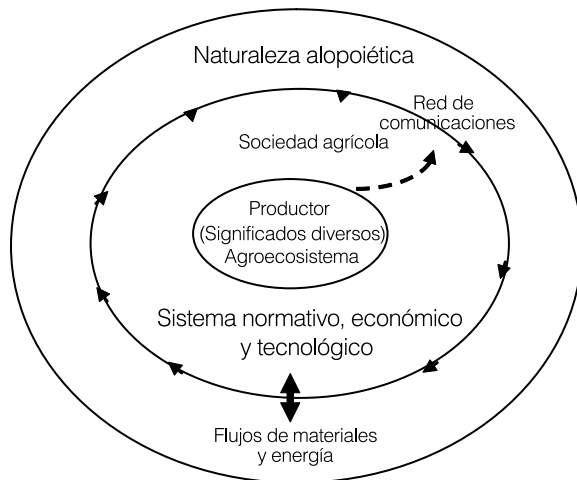 Naturaleza alopoiética
Red de
comunicaciones
Sociedad agrícola
Productor
(Significados diversos)
Agroecosistema
Sistema normativo, económico
y tecnológico
Flujos de materiales
y energía